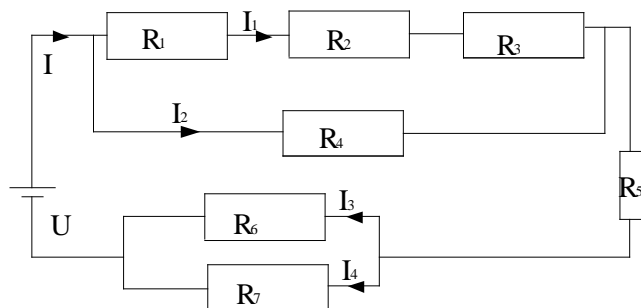 I R₁ I₁ R₂ R₃
I₂ R₄
R₅
U R₆ I₃
R₇ I₄